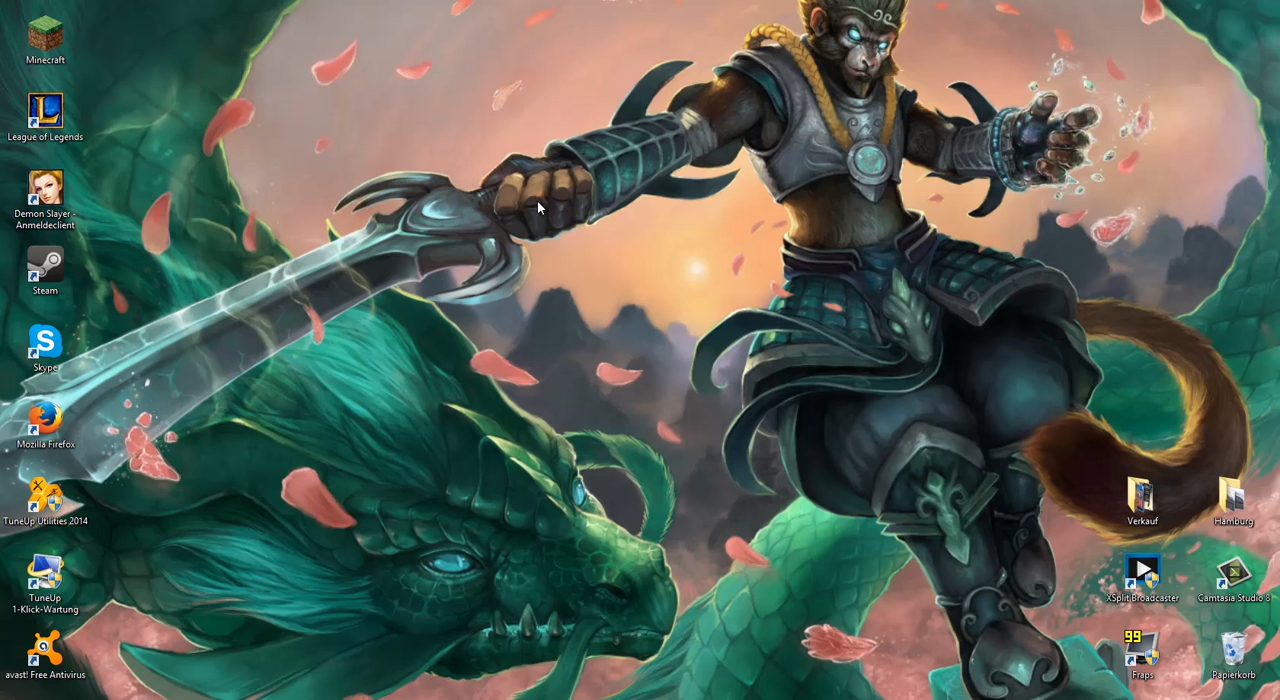 Minecraft
League of Legends
Demon Slayer -
Anmeldeclient
Steam
Skype
Mozilla Firefox
TuneUp Utilities 2014
TuneUp
1-Klick-Wartung
avast! Free Antivirus
Verkauf
Hamburg
XSplit Broadcaster
Camtasia Studio 8
99
Fraps
Papierkorb